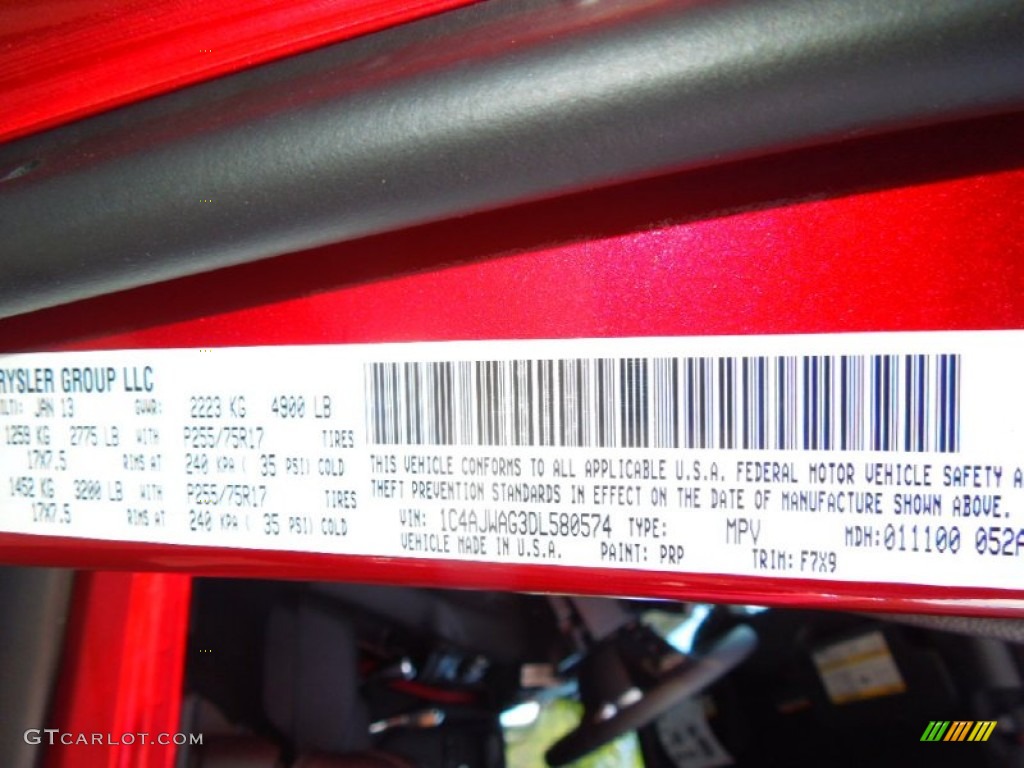 RYSLER GROUP LLC
JAN 13 GVWR: 2223 KG 4900 LB
1259 KG 2775 LB WITH P255/75R17 TIRES
17X7.5 RIMS AT 240 KPA ( 35 PSI) COLD
1452 KG 3200 LB WITH P255/75R17 TIRES
17X7.5 RIMS AT 240 KPA ( 35 PSI) COLD
THIS VEHICLE CONFORMS TO ALL APPLICABLE U.S.A. FEDERAL MOTOR VEHICLE SAFETY A
THEFT PREVENTION STANDARDS IN EFFECT ON THE DATE OF MANUFACTURE SHOWN ABOVE.
VIN: 1C4AJWAG3DL580574 TYPE: MPV MDH:011100 052A
VEHICLE MADE IN U.S.A. PAINT: PRP TRIM: F7X9
GTCARLOT.COM